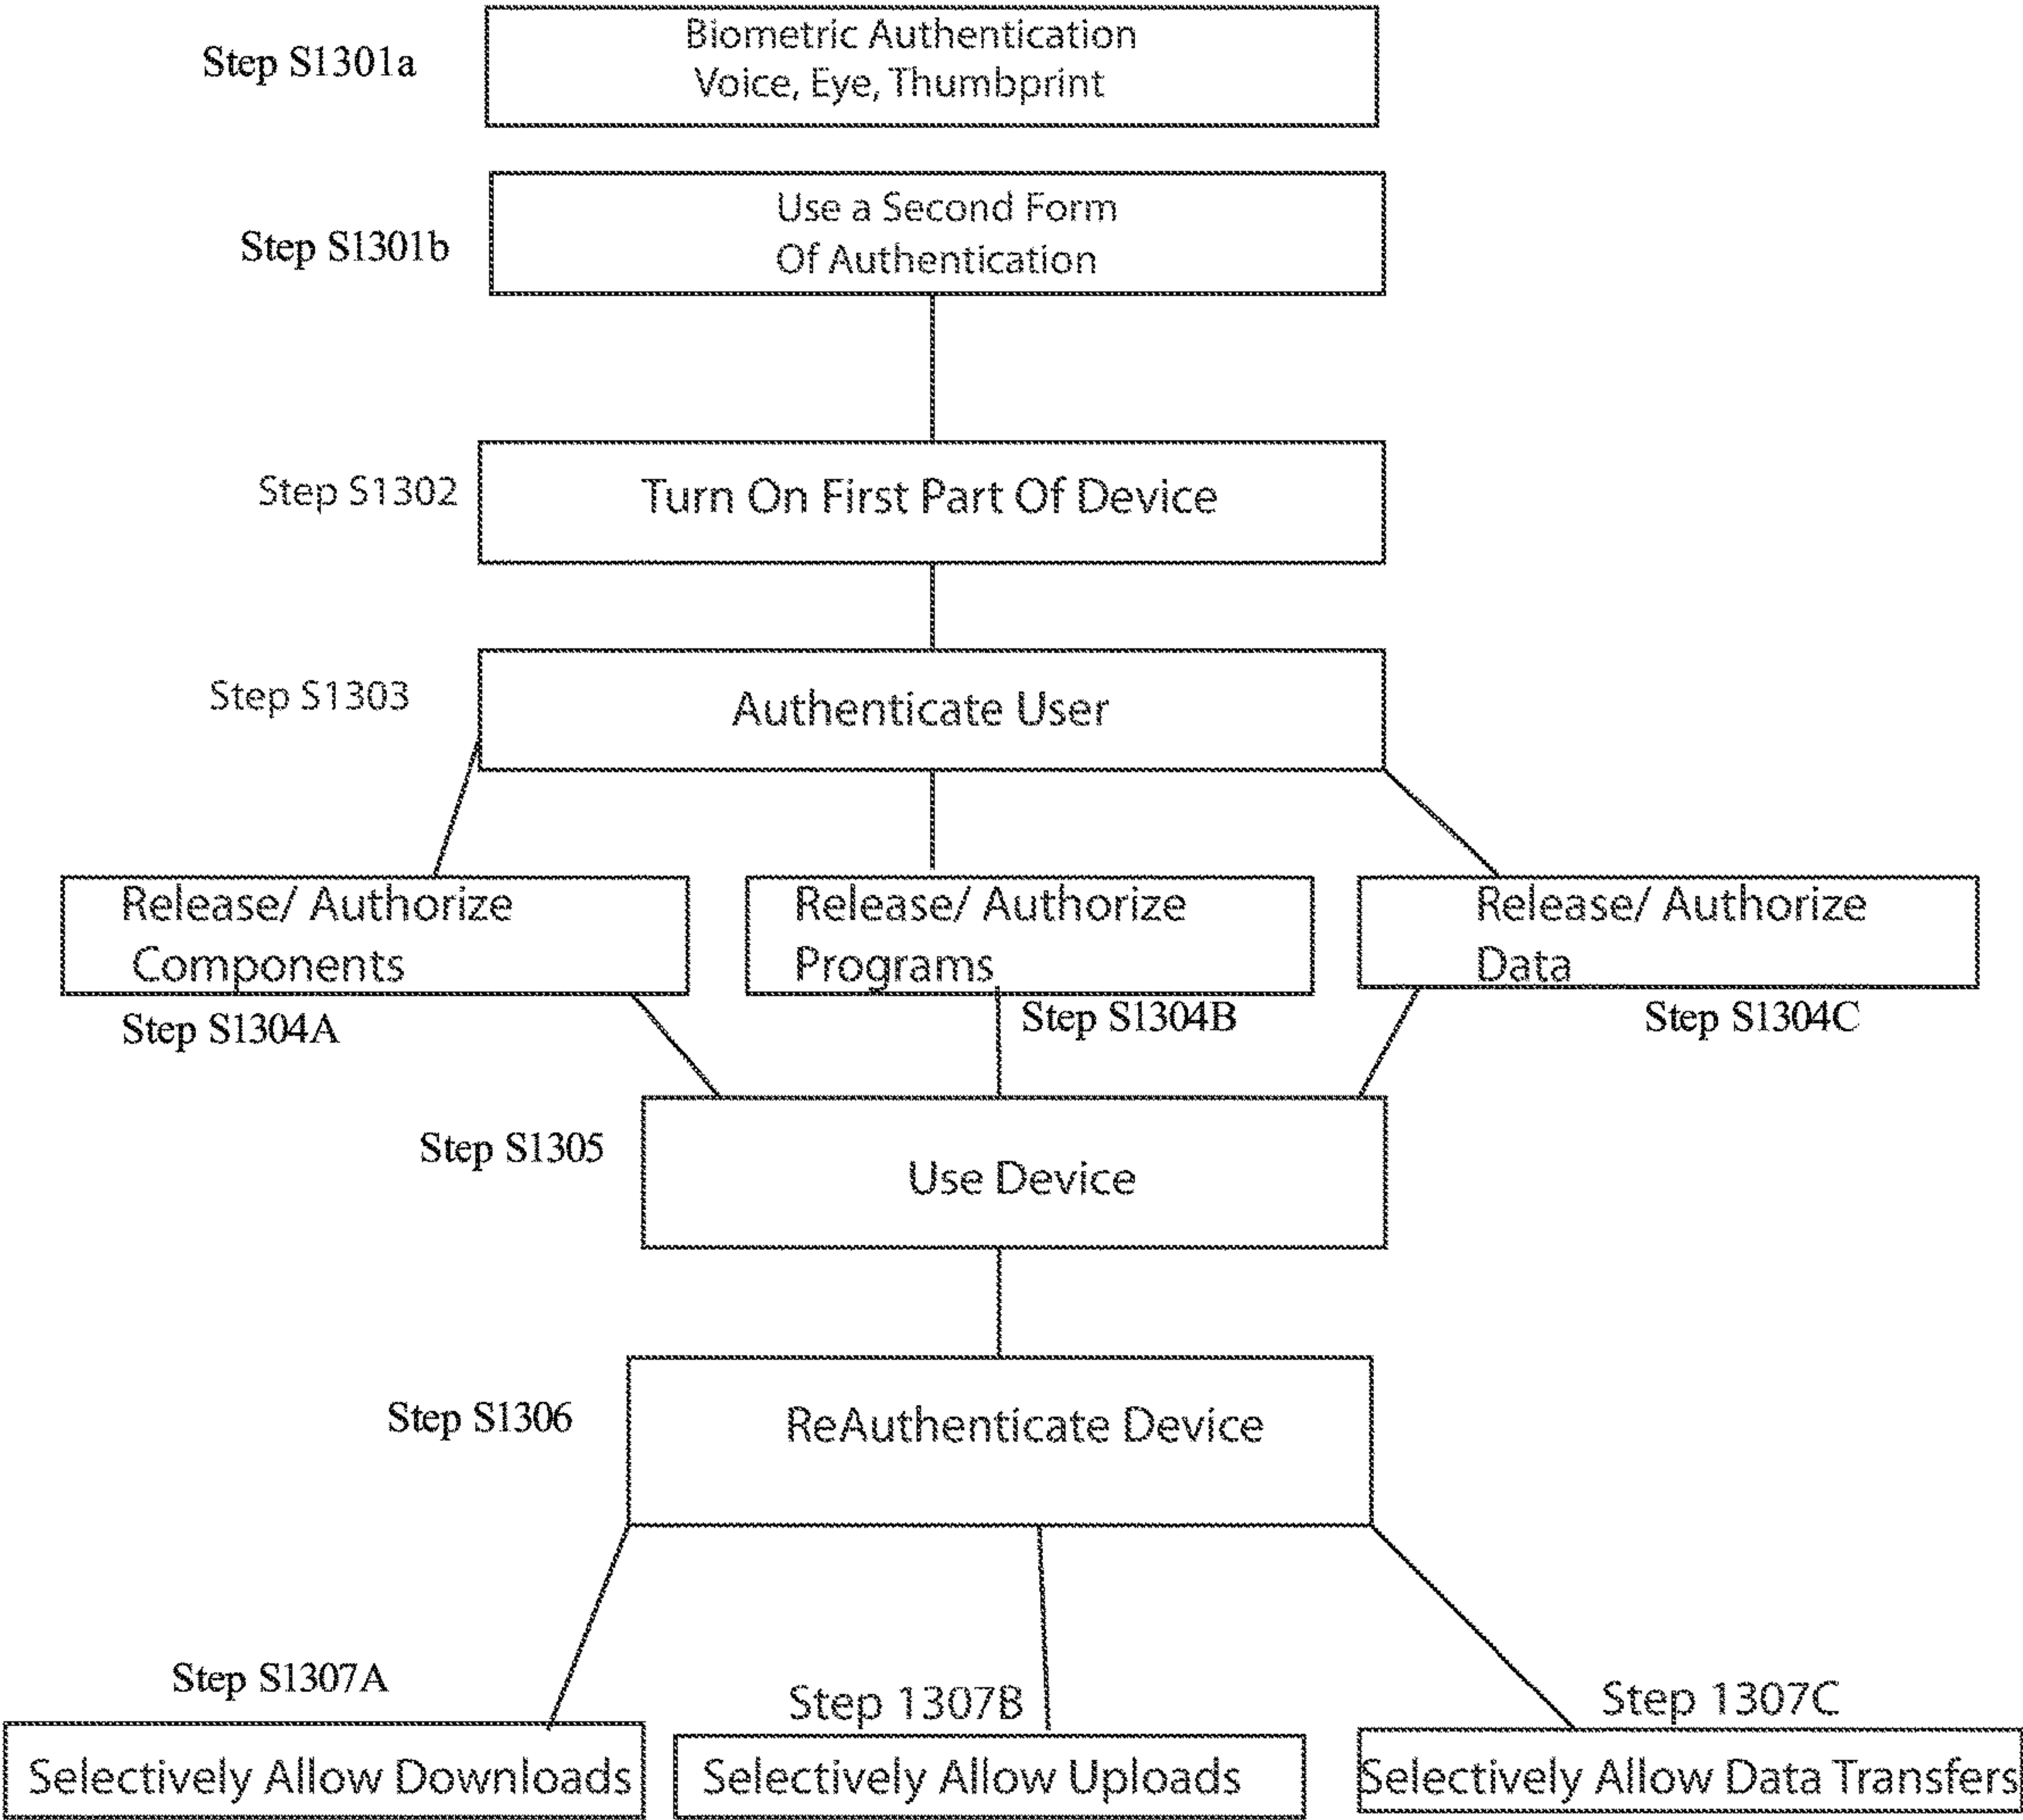 Step S1301a
Biometric Authentication
Voice, Eye, Thumbprint
Step S1301b
Use a Second Form
Of Authentication
Step S1302
Turn On First Part Of Device
Step S1303
Authenticate User
Release/ Authorize
Components
Step S1304A
Release/ Authorize
Programs
Step S1304B
Release/ Authorize
Data
Step S1304C
Step S1305
Use Device
Step S1306
ReAuthenticate Device
Step S1307A
Selectively Allow Downloads
Step 1307B
Selectively Allow Uploads
Step 1307C
Selectively Allow Data Transfers